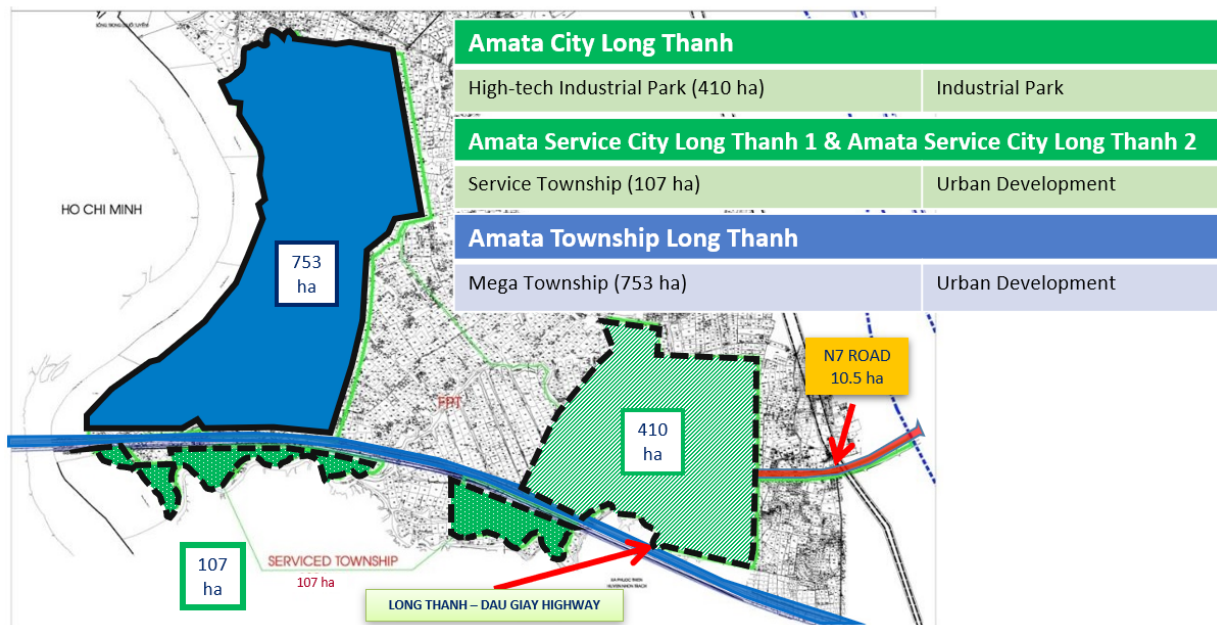 Amata City Long Thanh
High-tech Industrial Park (410 ha)
Industrial Park
Amata Service City Long Thanh 1 & Amata Service City Long Thanh 2
Service Township (107 ha)
Urban Development
Amata Township Long Thanh
Mega Township (753 ha)
Urban Development
HO CHI MINH
753
ha
N7 ROAD
10.5 ha
FPT
410
ha
107
ha
SERVICED TOWNSHIP
107 ha
LONG THANH – DAU GIAY HIGHWAY